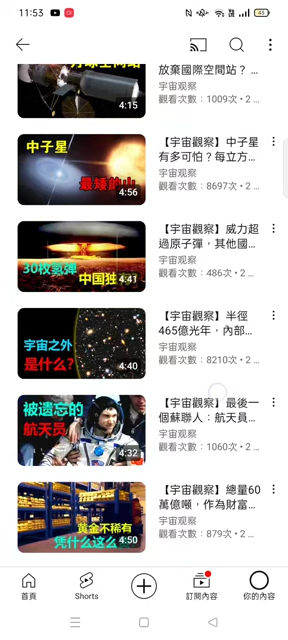 11:53
43
放棄國際空間站？ ...
宇宙观察
觀看次數：1009次 • 2 ...
4:15
中子星
最矮的山
4:56
【宇宙觀察】中子星
有多可怕？每立方...
宇宙观察
觀看次數：8697次 • 2 ...
30枚氢弹
中国独
4:41
【宇宙觀察】威力超
過原子彈，其他國...
宇宙观察
觀看次數：486次 • 2 ...
宇宙之外
是什么?
4:40
【宇宙觀察】半徑
465億光年，內部...
宇宙观察
觀看次數：8210次 • 2 ...
被遗忘的
航天员
4:32
【宇宙觀察】最後一
個蘇聯人：航天員...
宇宙观察
觀看次數：1060次 • 2 ...
黄金不稀有
凭什么这么
4:50
【宇宙觀察】總量60
萬億噸，作為財富...
宇宙观察
觀看次數：879次 • 2 ...
首頁
Shorts
訂閱內容
你的內容